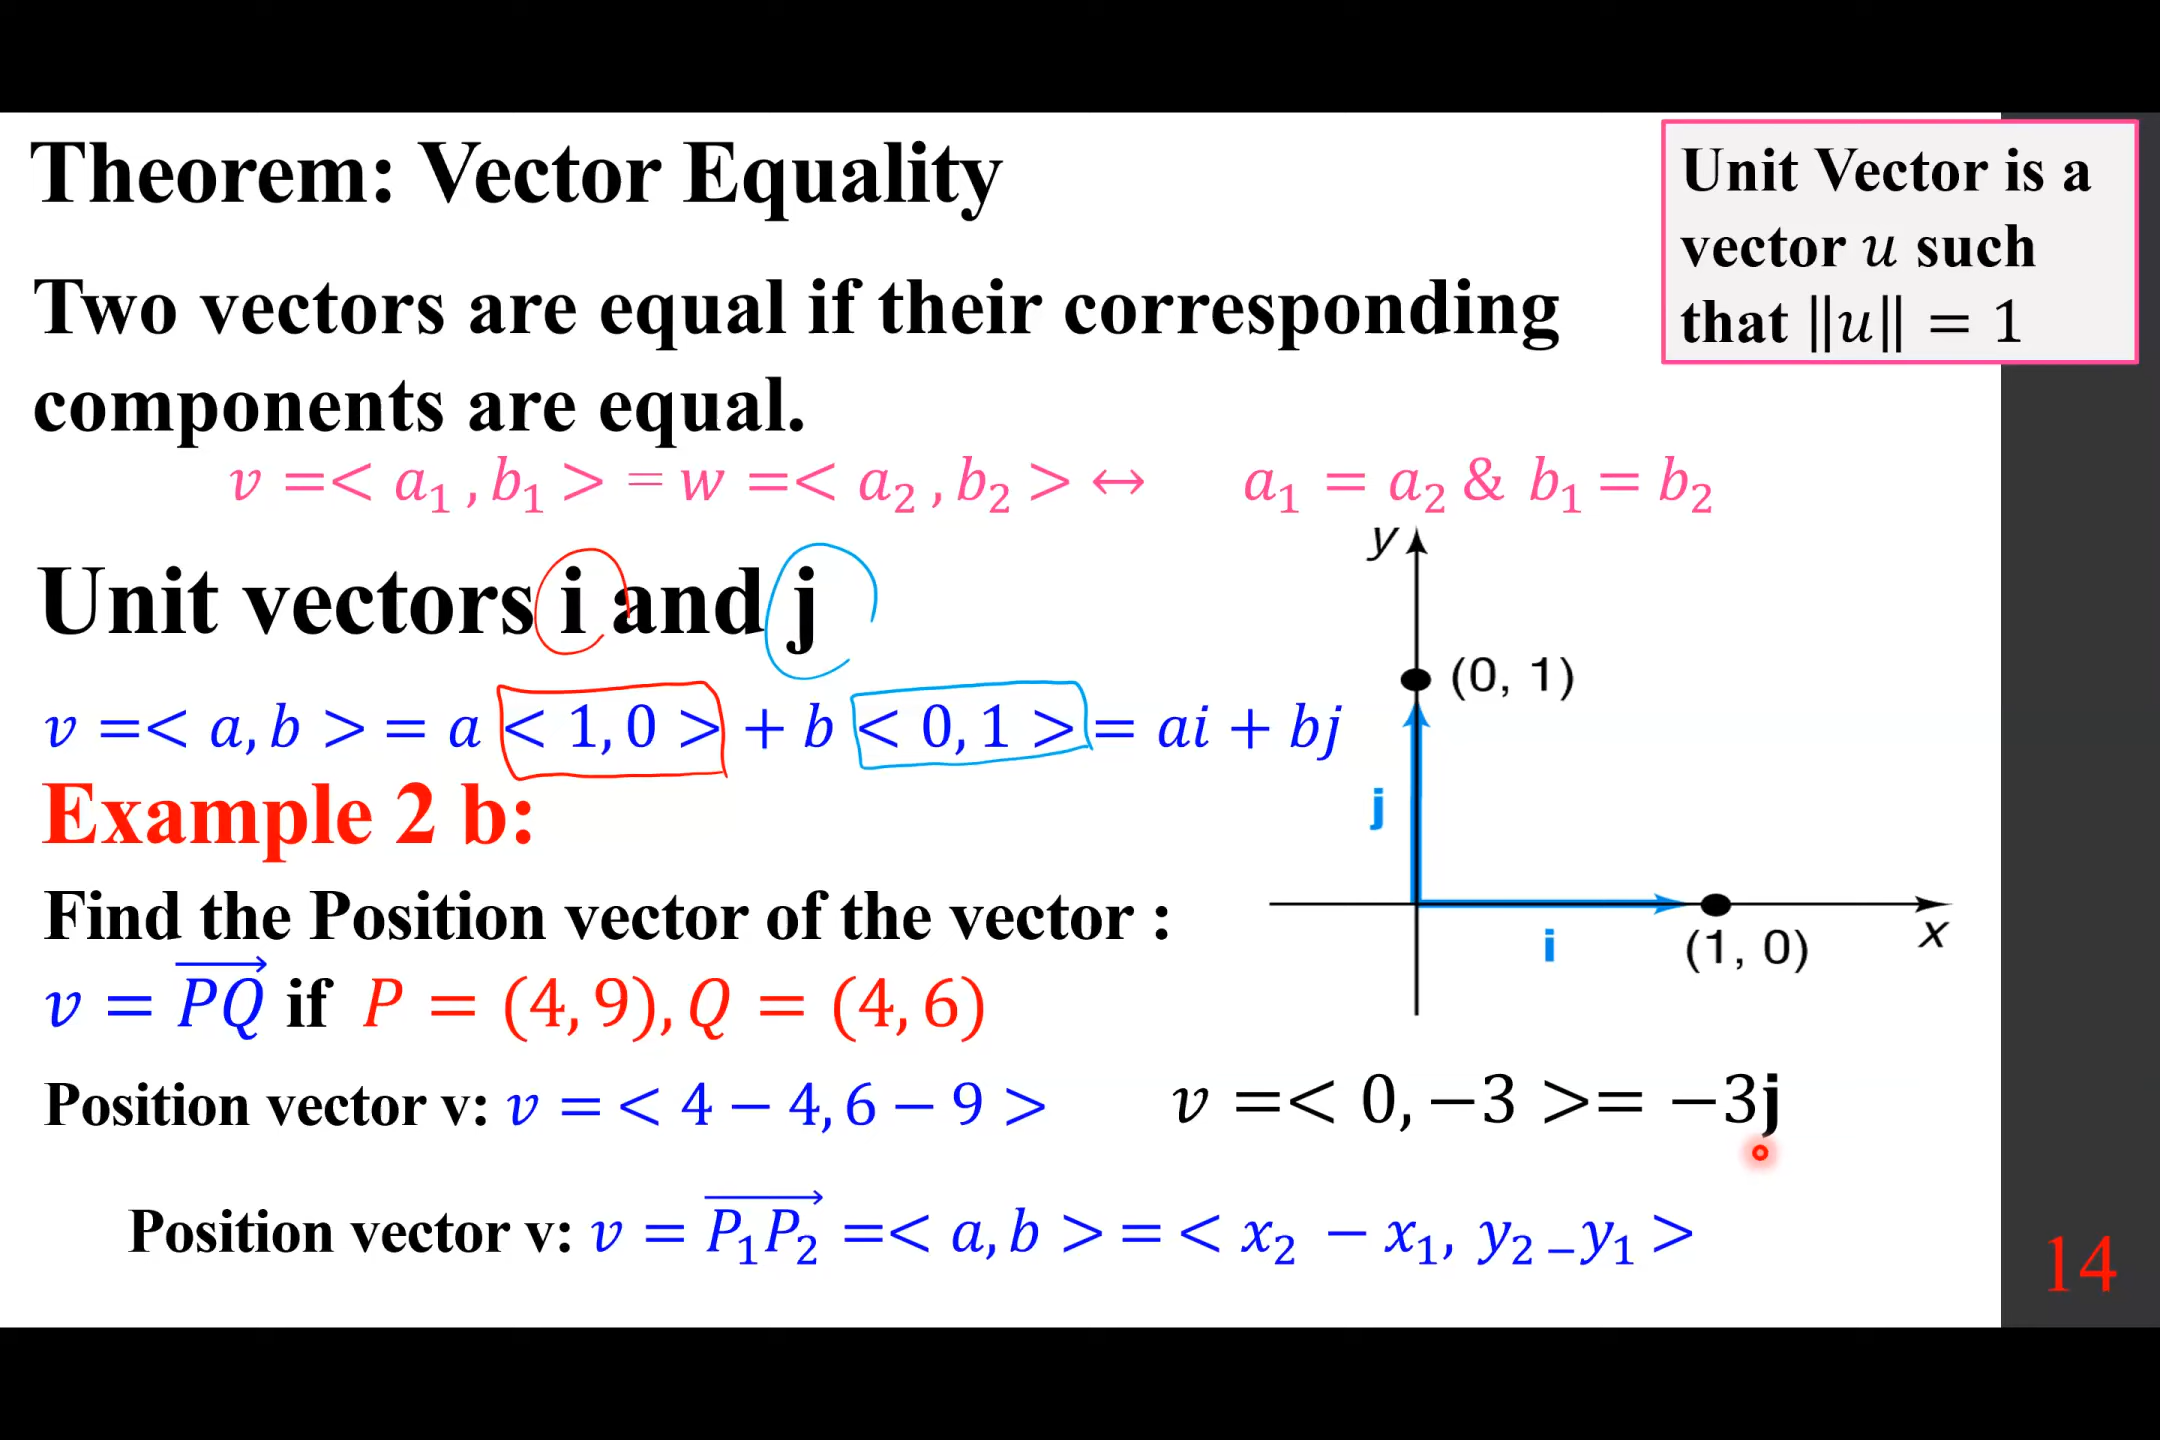 Theorem: Vector Equality
Unit Vector is a
vector u such
that ‖u‖ = 1
Two vectors are equal if their corresponding
components are equal.
v =< a₁ , b₁ > = w =< a₂ , b₂ > ↔ a₁ = a₂ & b₁ = b₂
Unit vectors i and j
v =< a, b > = a < 1, 0 > + b < 0, 1 > = ai + bj
y
(0, 1)
j
i
(1, 0)
x
Example 2 b:
Find the Position vector of the vector :
v = \overrightarrow{PQ} if P = (4, 9), Q = (4, 6)
Position vector v: v = < 4 − 4, 6 − 9 > v =< 0, −3 >= −3j
Position vector v: v = \overrightarrow{P₁P₂} =< a, b > = < x₂ − x₁, y₂ − y₁ >
14